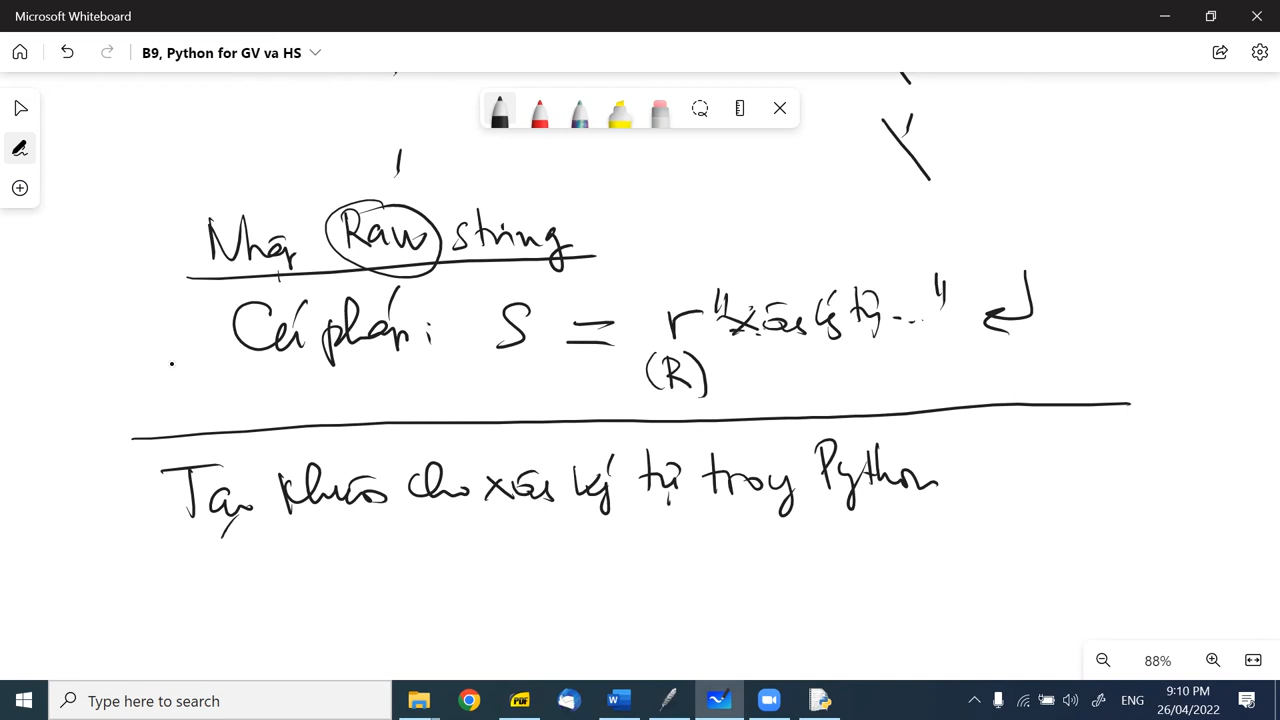 Microsoft Whiteboard
B9, Python for GV va HS
Nhập Raw string
Cú pháp: S = r"xâu ký tự..."
(R)
Tạo khuôn cho xâu ký tự trong Python
88%
Type here to search
PDF
ENG
9:10 PM
26/04/2022